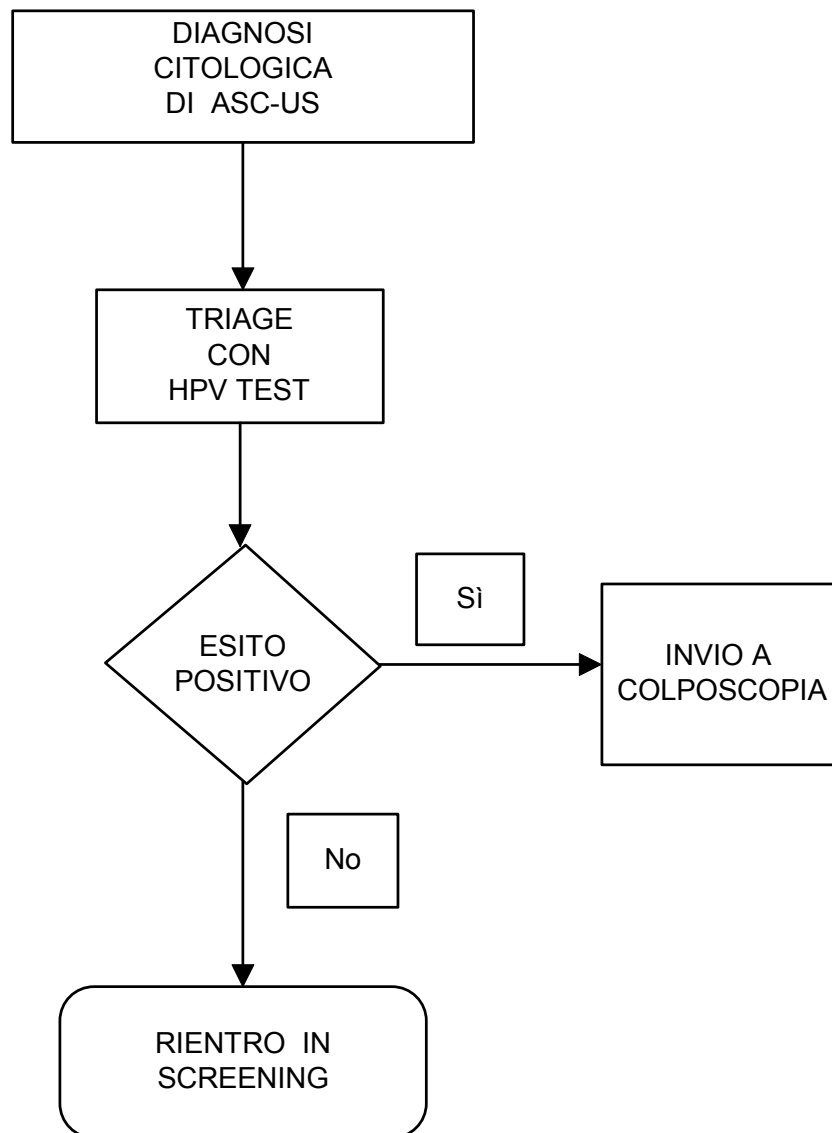 DIAGNOSI
CITOLOGICA
DI ASC-US
TRIAGE
CON
HPV TEST
ESITO
POSITIVO
Sì
INVIO A
COLPOSCOPIA
No
RIENTRO IN
SCREENING